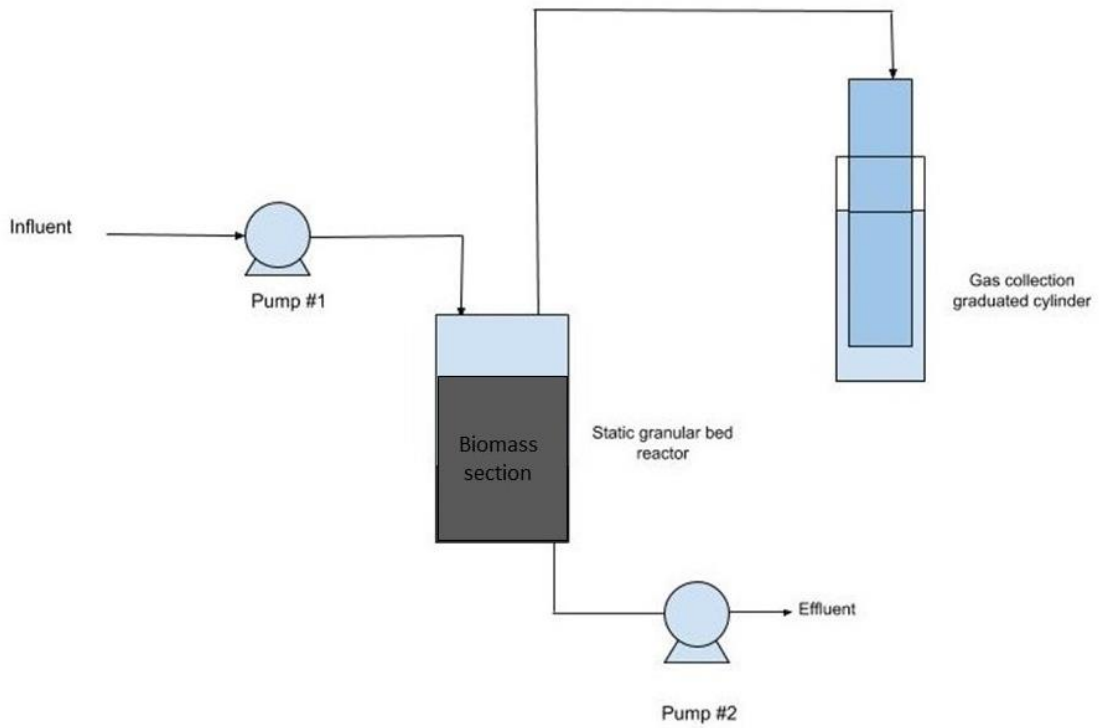 Influent
Pump #1
Gas collection
graduated cylinder
Static granular bed
reactor
Biomass
section
Effluent
Pump #2